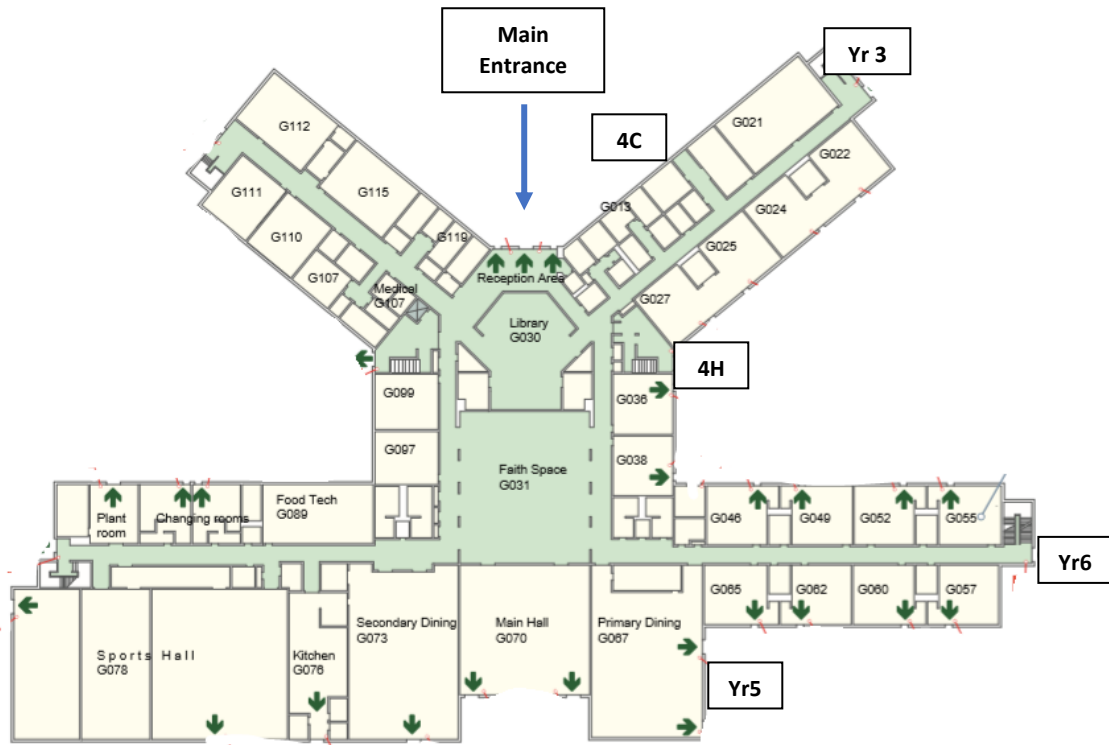 Main
Entrance
Yr 3
4C
G112
G021
G022
G111
G115
G013
G024
G110
G119
G025
G107
Reception Area
Medical
G107
G027
Library
G030
4H
G099
G036
G097
G038
Faith Space
G031
Food Tech
G089
Plant
room
Changing rooms
G046
G049
G052
G055
Yr6
G065
G062
G060
G057
Secondary Dining
G073
Main Hall
G070
Primary Dining
G067
Sports Hall
G078
Kitchen
G076
Yr5